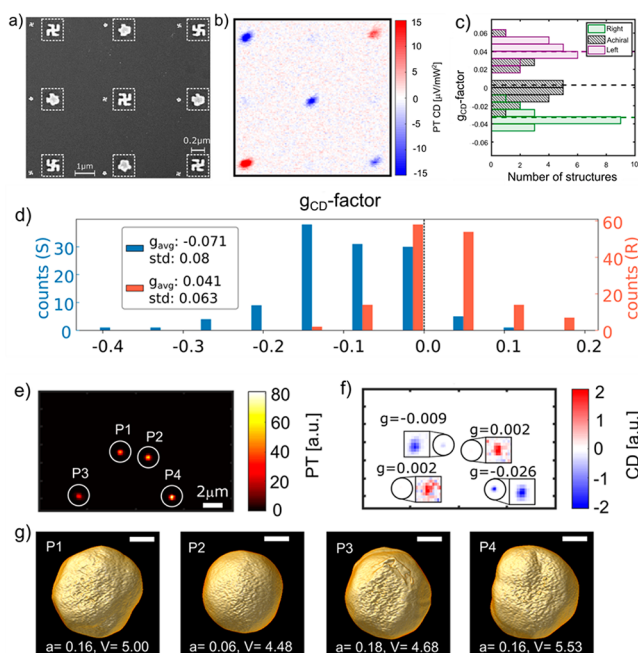 a)
0.2μm
1μm
b)
15
10
5
0
-5
-10
-15
PT CD [μV/mW²]
c)
Right
Achiral
Left
0.06
0.04
0.02
0
-0.02
-0.04
-0.06
g_CD-factor
0 2 4 6 8 10
Number of structures
d)
g_CD-factor
g_avg: -0.071
std: 0.08
g_avg: 0.041
std: 0.063
counts (S)
30
20
10
0
counts (R)
60
40
20
0
-0.4 -0.3 -0.2 -0.1 0.0 0.1 0.2
e)
P1
P2
P3
P4
2μm
80
60
40
20
0
PT [a.u.]
f)
g=-0.009
g=0.002
g=0.002
g=-0.026
2
1
0
-1
-2
CD [a.u.]
g)
P1
a= 0.16, V= 5.00
P2
a= 0.06, V= 4.48
P3
a= 0.18, V= 4.68
P4
a= 0.16, V= 5.53